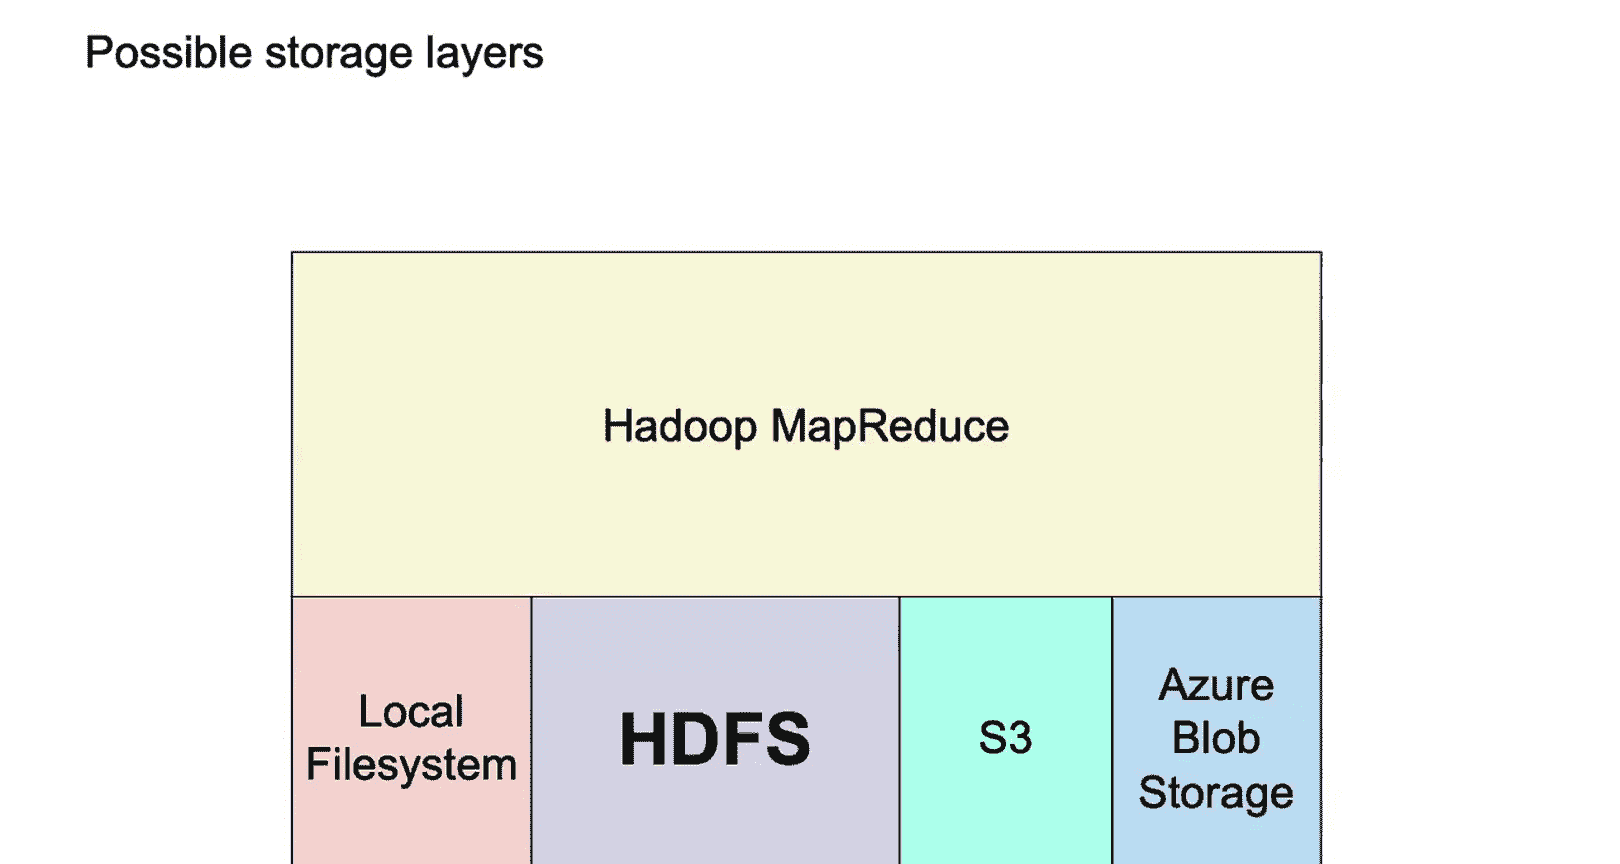 Possible storage layers
Hadoop MapReduce
Local
Filesystem
HDFS
S3
Azure
Blob
Storage